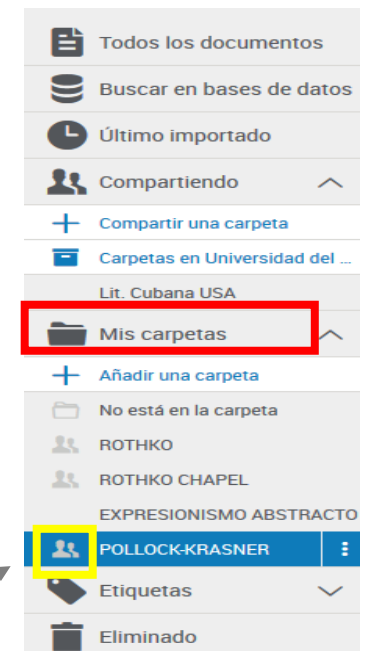 Todos los documentos
Buscar en bases de datos
Último importado
Compartiendo
Compartir una carpeta
Carpetas en Universidad del ...
Lit. Cubana USA
Mis carpetas
Añadir una carpeta
No está en la carpeta
ROTHKO
ROTHKO CHAPEL
EXPRESIONISMO ABSTRACTO
POLLOCK-KRASNER
Etiquetas
Eliminado